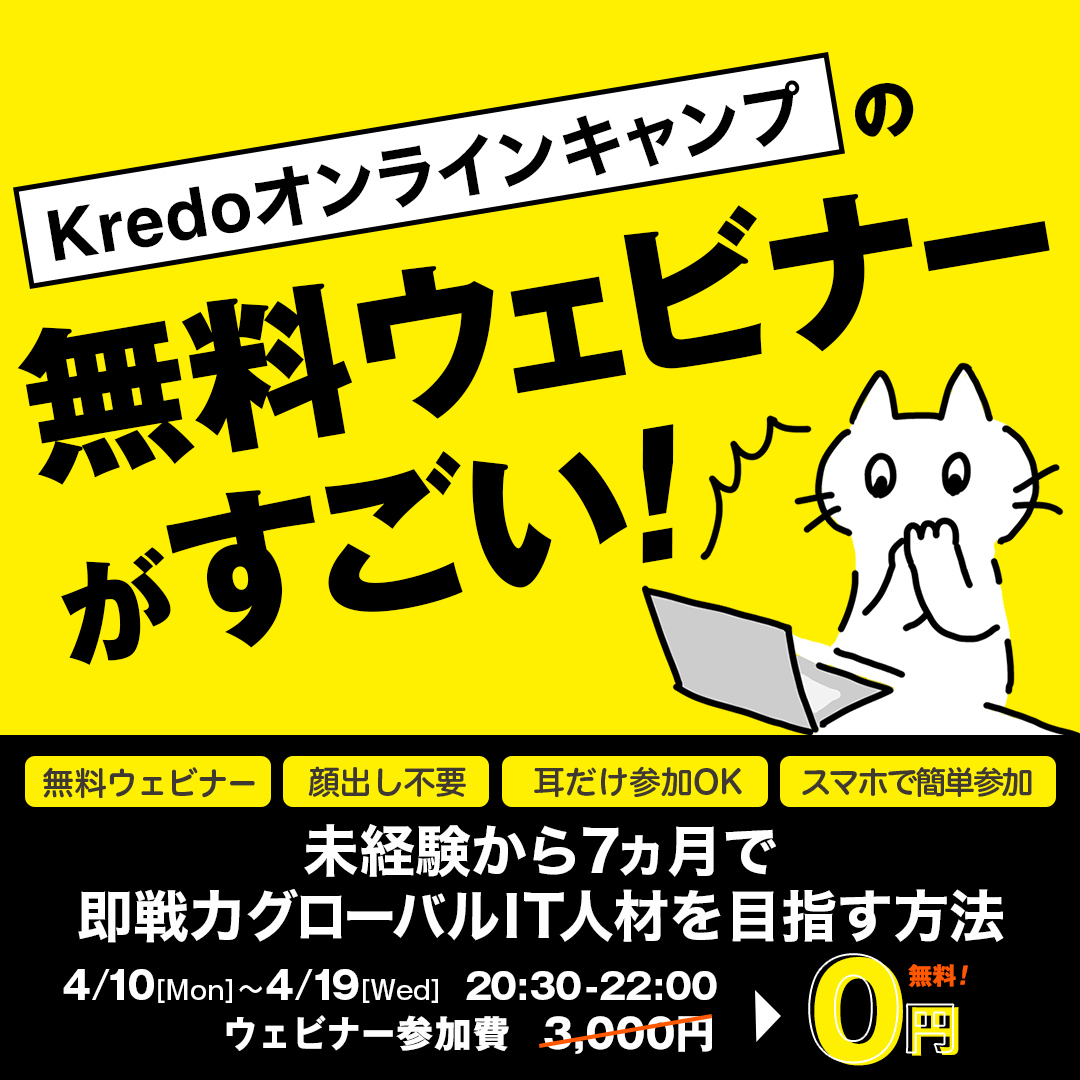 Kredoオンラインキャンプの
無料ウェビナー
がすごい!
無料ウェビナー 顔出し不要 耳だけ参加OK スマホで簡単参加
未経験から7ヵ月で
即戦力グローバルIT人材を目指す方法
4/10[Mon]～4/19[Wed] 20:30-22:00
ウェビナー参加費 3,000円
無料!
0円